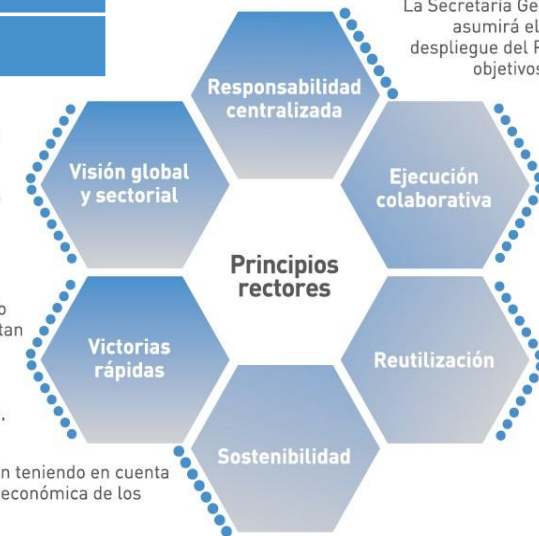 La Secretaría
asumirá el
despliegue del
objetivos
Responsabilidad
centralizada
Visión global
y sectorial
Ejecución
colaborativa
Principios
rectores
Victorias
rápidas
Reutilización
Sostenibilidad
teniendo en cuenta
económica de los